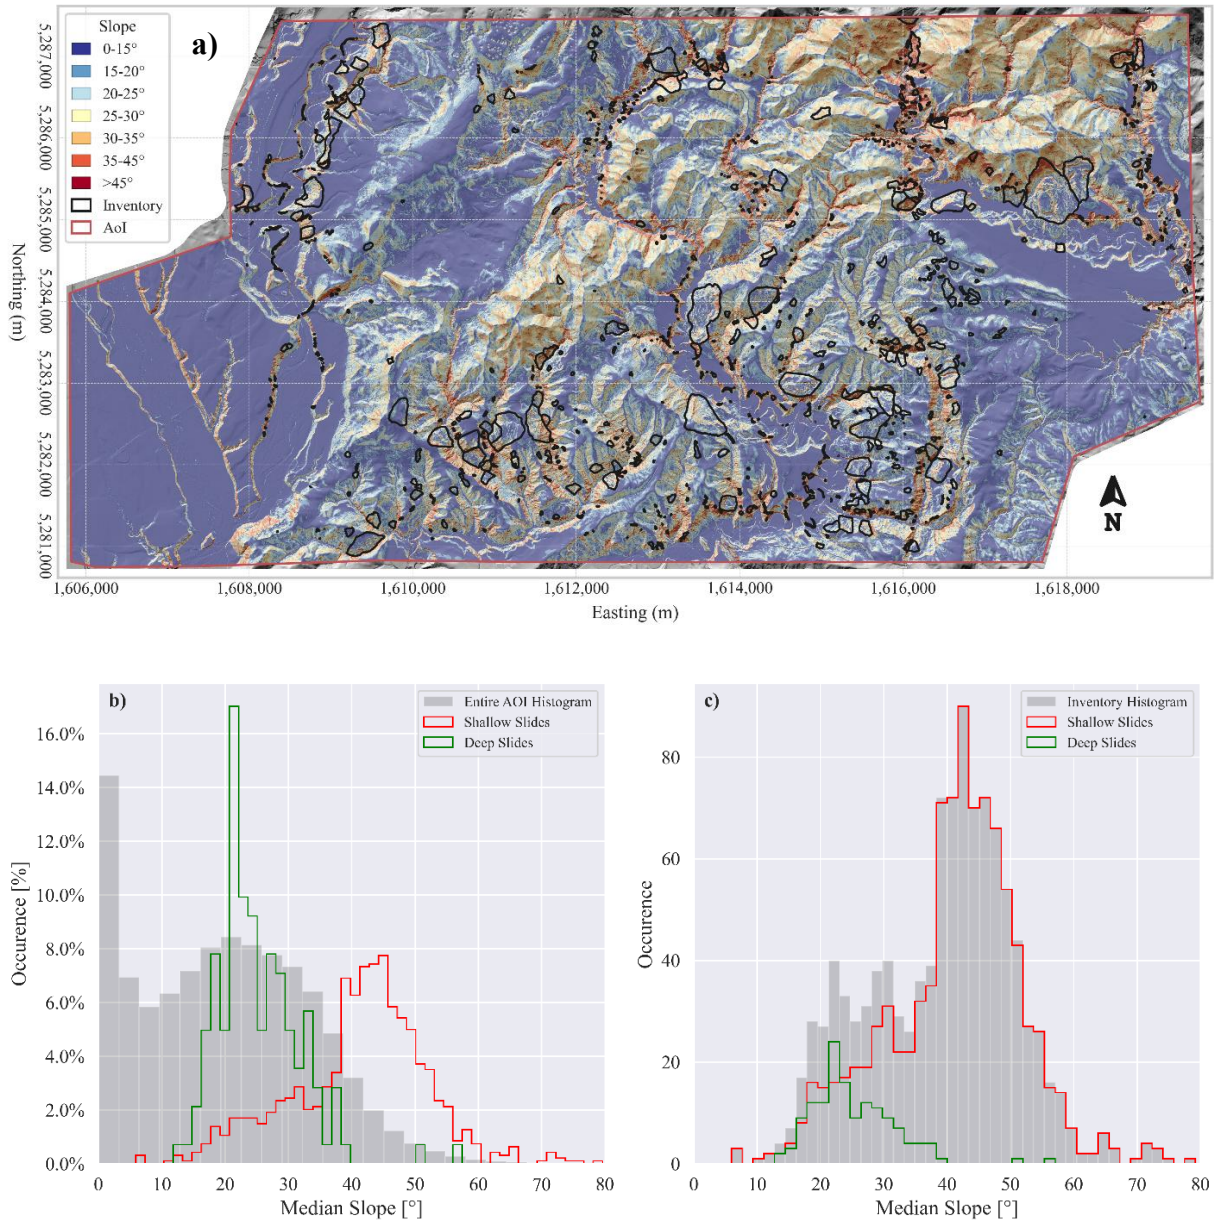 a)
Slope
0-15°
15-20°
20-25°
25-30°
30-35°
35-45°
>45°
Inventory
AoI
Northing (m)
5,287,000
5,286,000
5,285,000
5,284,000
5,283,000
5,282,000
5,281,000
N
1,606,000 1,608,000 1,610,000 1,612,000 1,614,000 1,616,000 1,618,000
Easting (m)
b)
Entire AOI Histogram
Shallow Slides
Deep Slides
Occurence [%]
16.0%
14.0%
12.0%
10.0%
8.0%
6.0%
4.0%
2.0%
0.0%
0 10 20 30 40 50 60 70 80
Median Slope [°]
c)
Inventory Histogram
Shallow Slides
Deep Slides
Occurence
80
60
40
20
0
0 10 20 30 40 50 60 70 80
Median Slope [°]